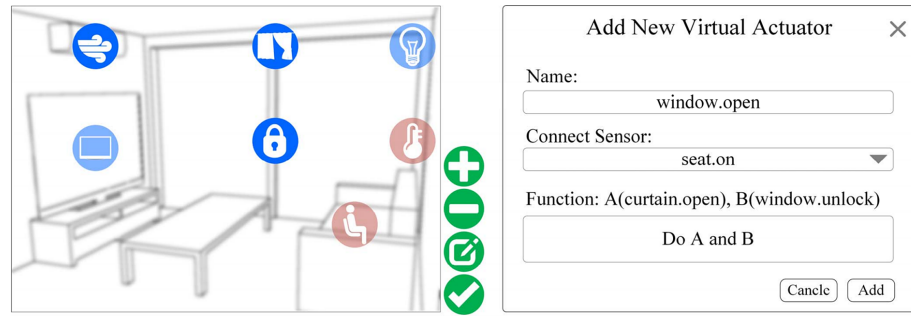 Add New Virtual Actuator
Name:
window.open
Connect Sensor:
seat.on
Function: A(curtain.open), B(window.unlock)
Do A and B
Cancle
Add